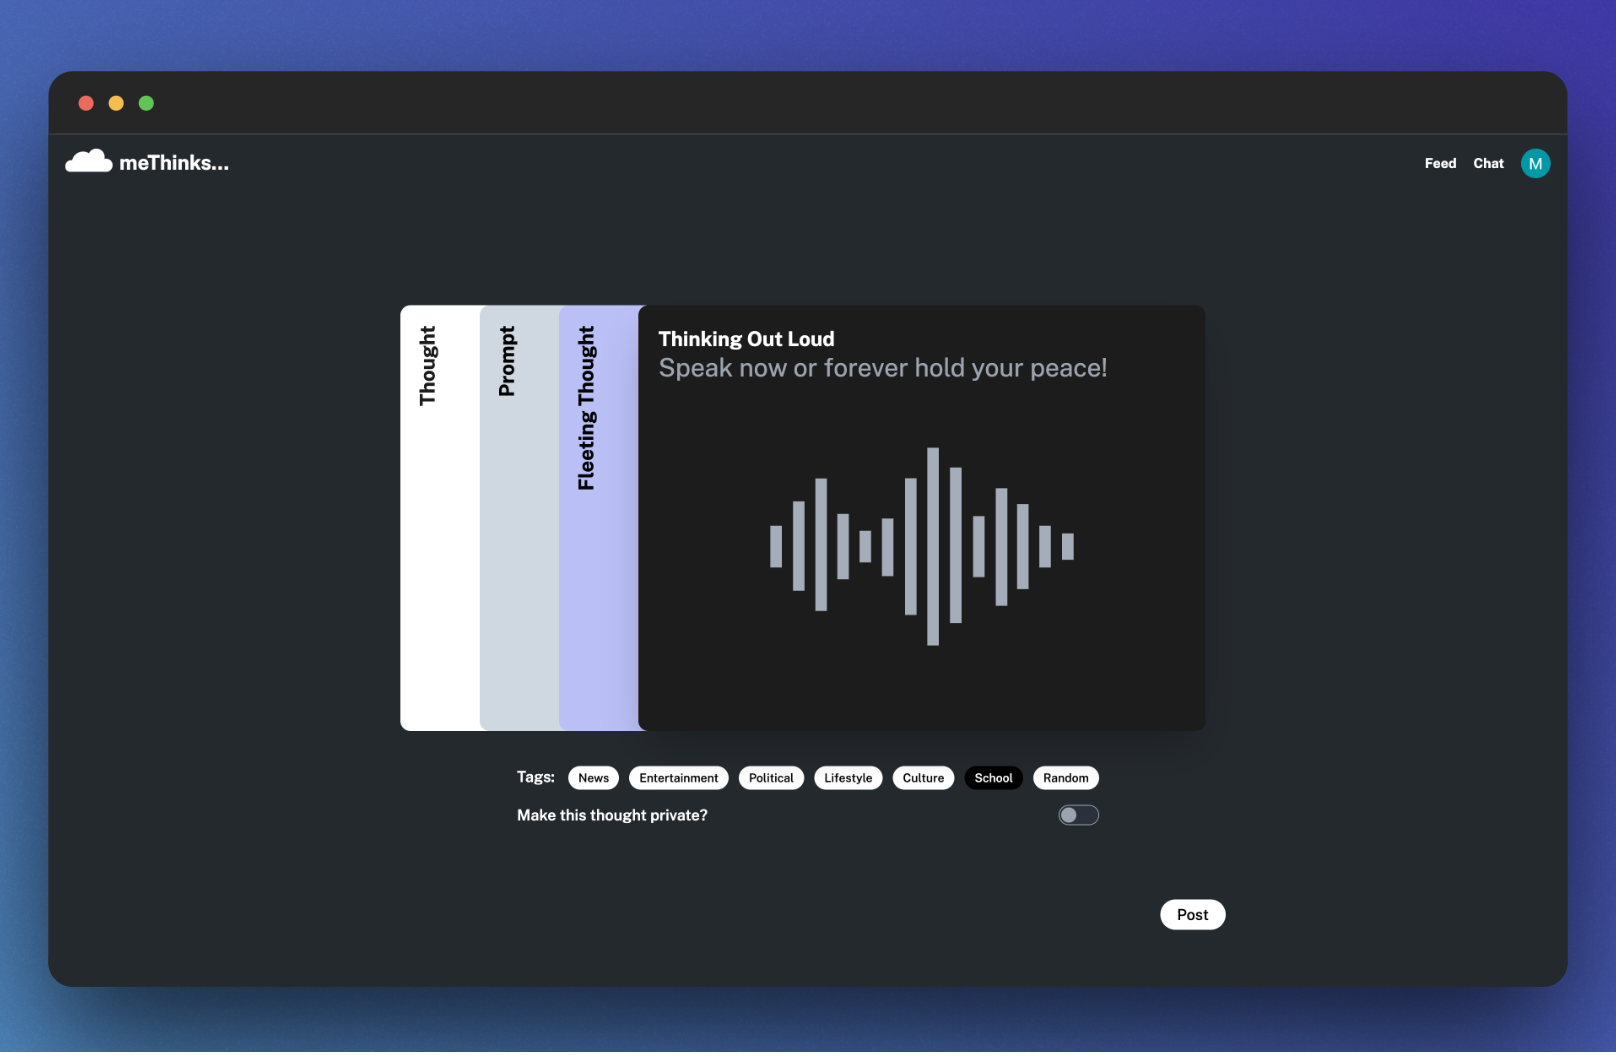 meThinks...
Feed
Chat
M
Thought
Prompt
Fleeting Thought
Thinking Out Loud
Speak now or forever hold your peace!
Tags: News Entertainment Political Lifestyle Culture School Random
Make this thought private?
Post